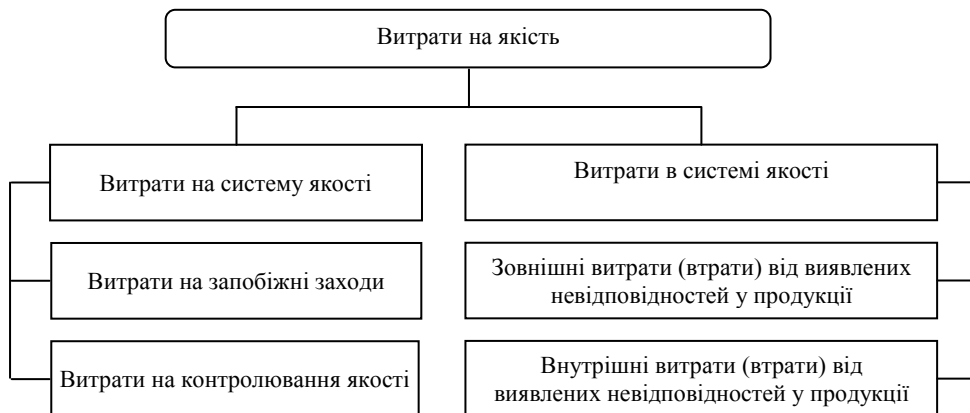 Витрати на якість
Витрати на систему якості
Витрати в системі якості
Витрати на запобіжні заходи
Зовнішні витрати (втрати) від виявлених
невідповідностей у продукції
Витрати на контролювання якості
Внутрішні витрати (втрати) від
виявлених невідповідностей у продукції